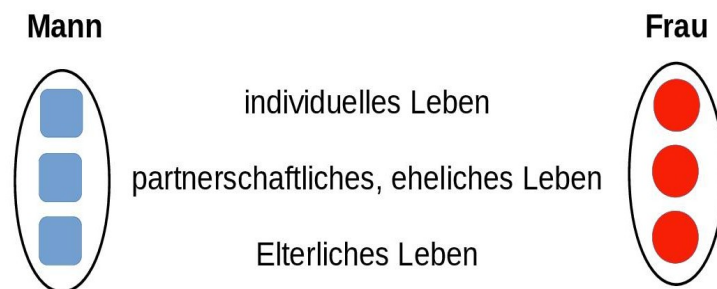 Mann Frau
individuelles Leben
partnerschaftliches, eheliches Leben
Elterliches Leben